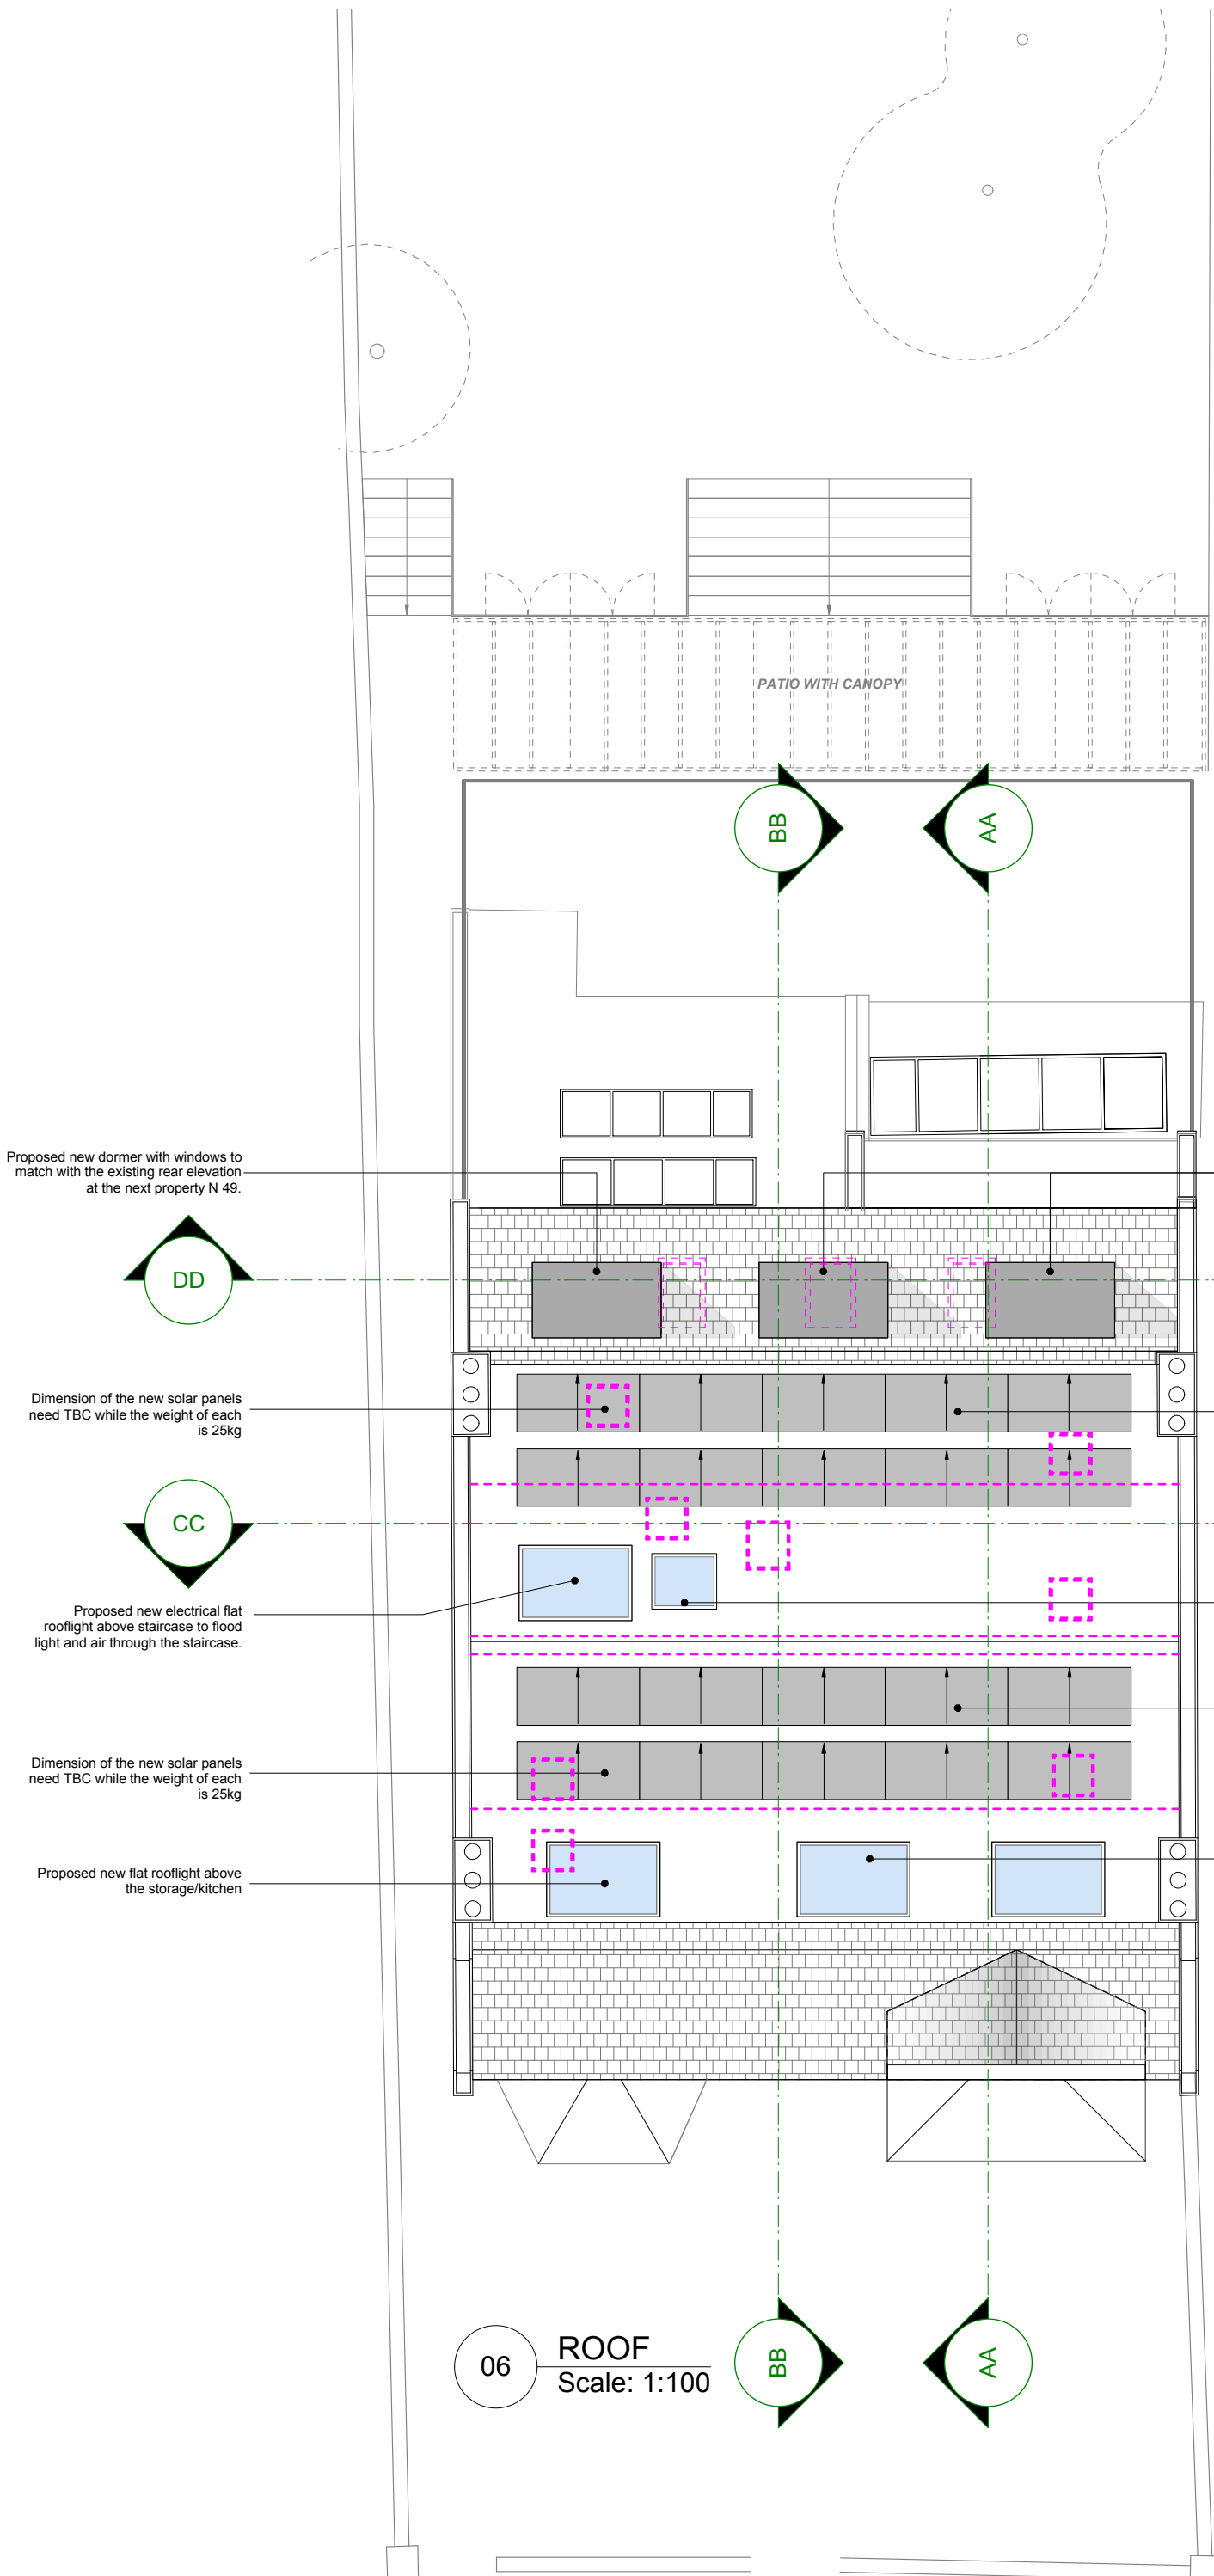 PATIO WITH CANOPY
BB
AA
Proposed new dormer with windows to
match with the existing rear elevation
at the next property N 49.
DD
Dimension of the new solar panels
need TBC while the weight of each
is 25kg
CC
Proposed new electrical flat
rooflight above staircase to flood
light and air through the staircase.
Dimension of the new solar panels
need TBC while the weight of each
is 25kg
Proposed new flat rooflight above
the storage/kitchen
06
ROOF
Scale: 1:100
BB
AA